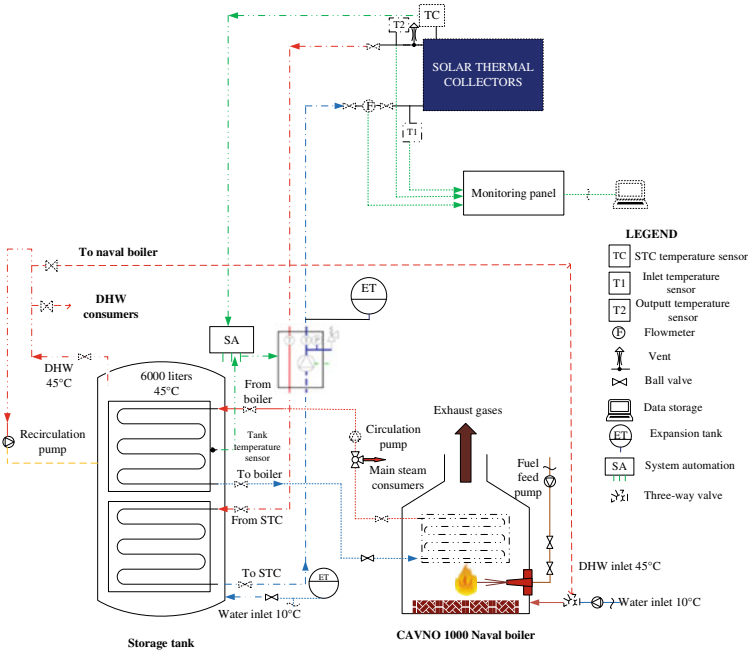 TC
T2
SOLAR THERMAL
COLLECTORS
F
T1
Monitoring panel
LEGEND
TC STC temperature sensor
T1 Inlet temperature
sensor
T2 Outputt temperature
sensor
F Flowmeter
Vent
Ball valve
Data storage
ET Expansion tank
SA System automation
Three-way valve
To naval boiler
DHW
consumers
ET
SA
DHW
45°C
6000 liters
45°C
From
boiler
Recirculation
pump
Tank
temperature
sensor
To boiler
From STC
To STC
ET
Water inlet 10°C
Storage tank
Circulation
pump
Main steam
consumers
Exhaust gases
Fuel
feed
pump
DHW inlet 45°C
Water inlet 10°C
CAVNO 1000 Naval boiler